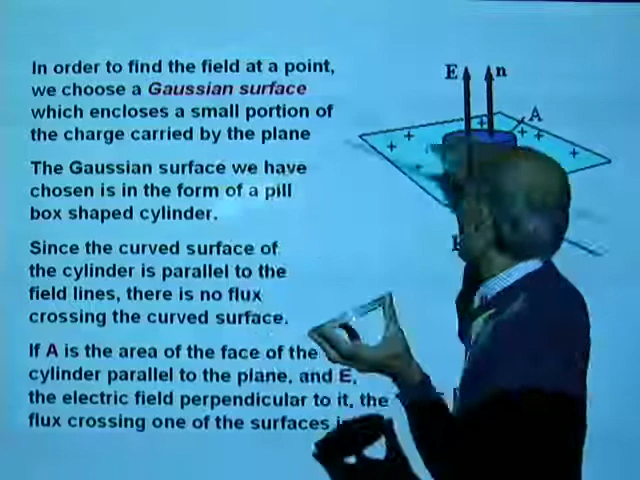 In order to find the field at a point,
we choose a Gaussian surface
which encloses a small portion of
the charge carried by the plane
The Gaussian surface we have
chosen is in the form of a pill
box shaped cylinder.
Since the curved surface of
the cylinder is parallel to the
field lines, there is no flux
crossing the curved surface.
If A is the area of the face of the
cylinder parallel to the plane, and E,
the electric field perpendicular to it, the
flux crossing one of the surfaces
E n
A